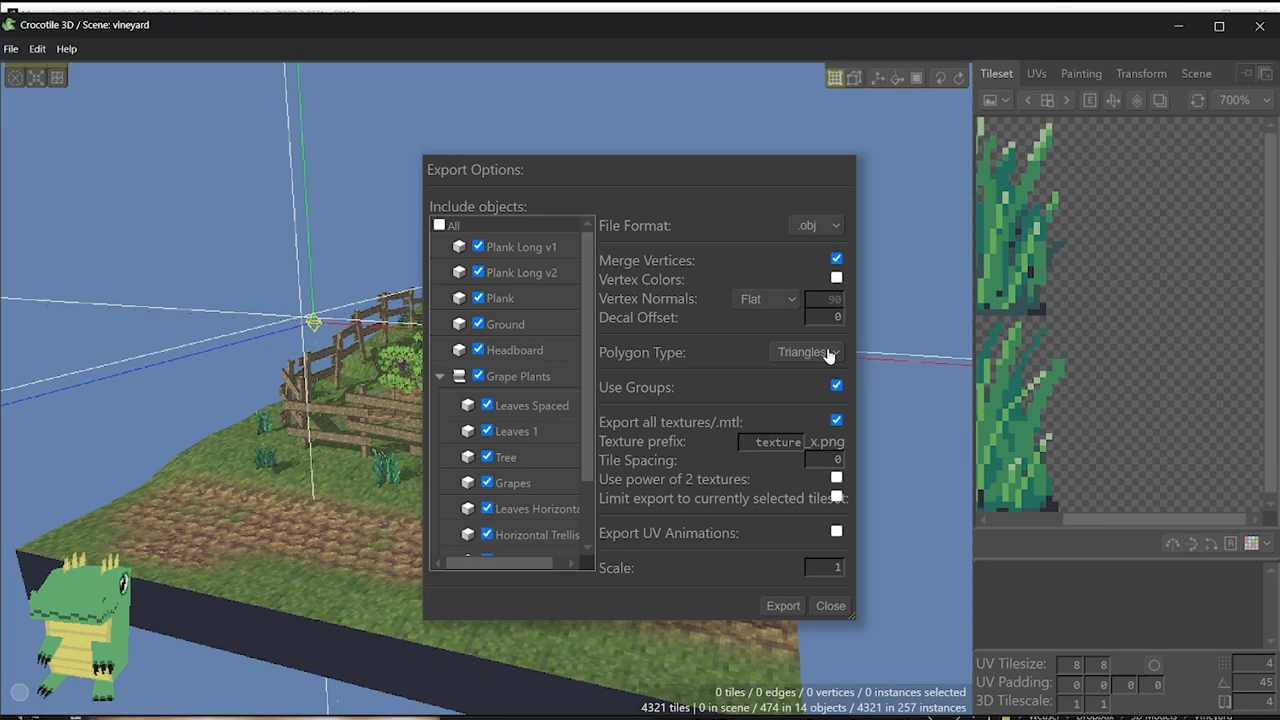 Crocotile 3D / Scene: vineyard
File Edit Help
Tileset UVs Painting Transform Scene
700%
Export Options:
Include objects:
All
Plank Long v1
Plank Long v2
Plank
Ground
Headboard
Grape Plants
Leaves Spaced
Leaves 1
Tree
Grapes
Leaves Horizonta
Horizontal Trellis
File Format: .obj
Merge Vertices:
Vertex Colors:
Vertex Normals: Flat 90
Decal Offset: 0
Polygon Type: Triangles
Use Groups:
Export all textures/.mtl:
Texture prefix: texture _x.png
Tile Spacing: 0
Use power of 2 textures:
Limit export to currently selected tileset:
Export UV Animations:
Scale: 1
Export Close
UV Tilesize: 8 8 4
UV Padding: 0 0 0 0 45
3D Tilescale: 1 1 4
0 tiles / 0 edges / 0 vertices / 0 instances selected
4321 tiles | 0 in scene / 474 in 14 objects / 4321 in 257 instances